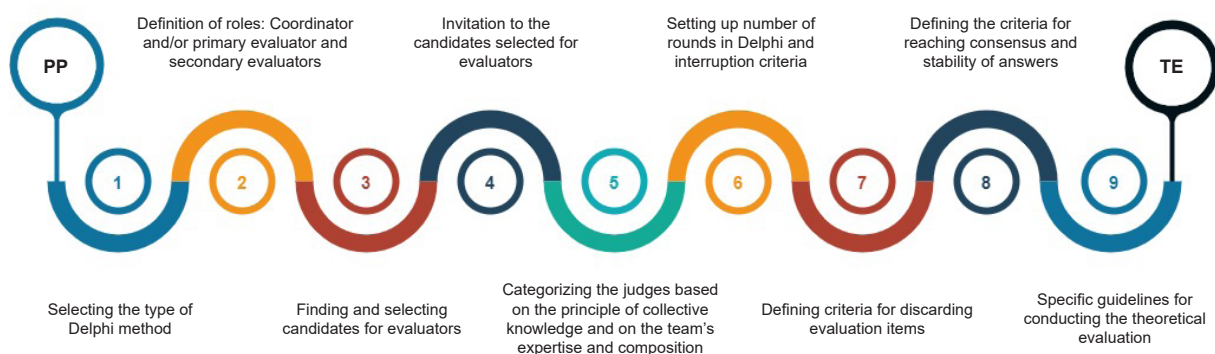 PP
Definition of roles: Coordinator
and/or primary evaluator and
secondary evaluators
Invitation to the
candidates selected for
evaluators
Setting up number of
rounds in Delphi and
interruption criteria
Defining the criteria for
reaching consensus and
stability of answers
TE
1
2
3
4
5
6
7
8
9
Selecting the type of
Delphi method
Finding and selecting
candidates for evaluators
Categorizing the judges based
on the principle of collective
knowledge and on the team's
expertise and composition
Defining criteria for discarding
evaluation items
Specific guidelines for
conducting the theoretical
evaluation